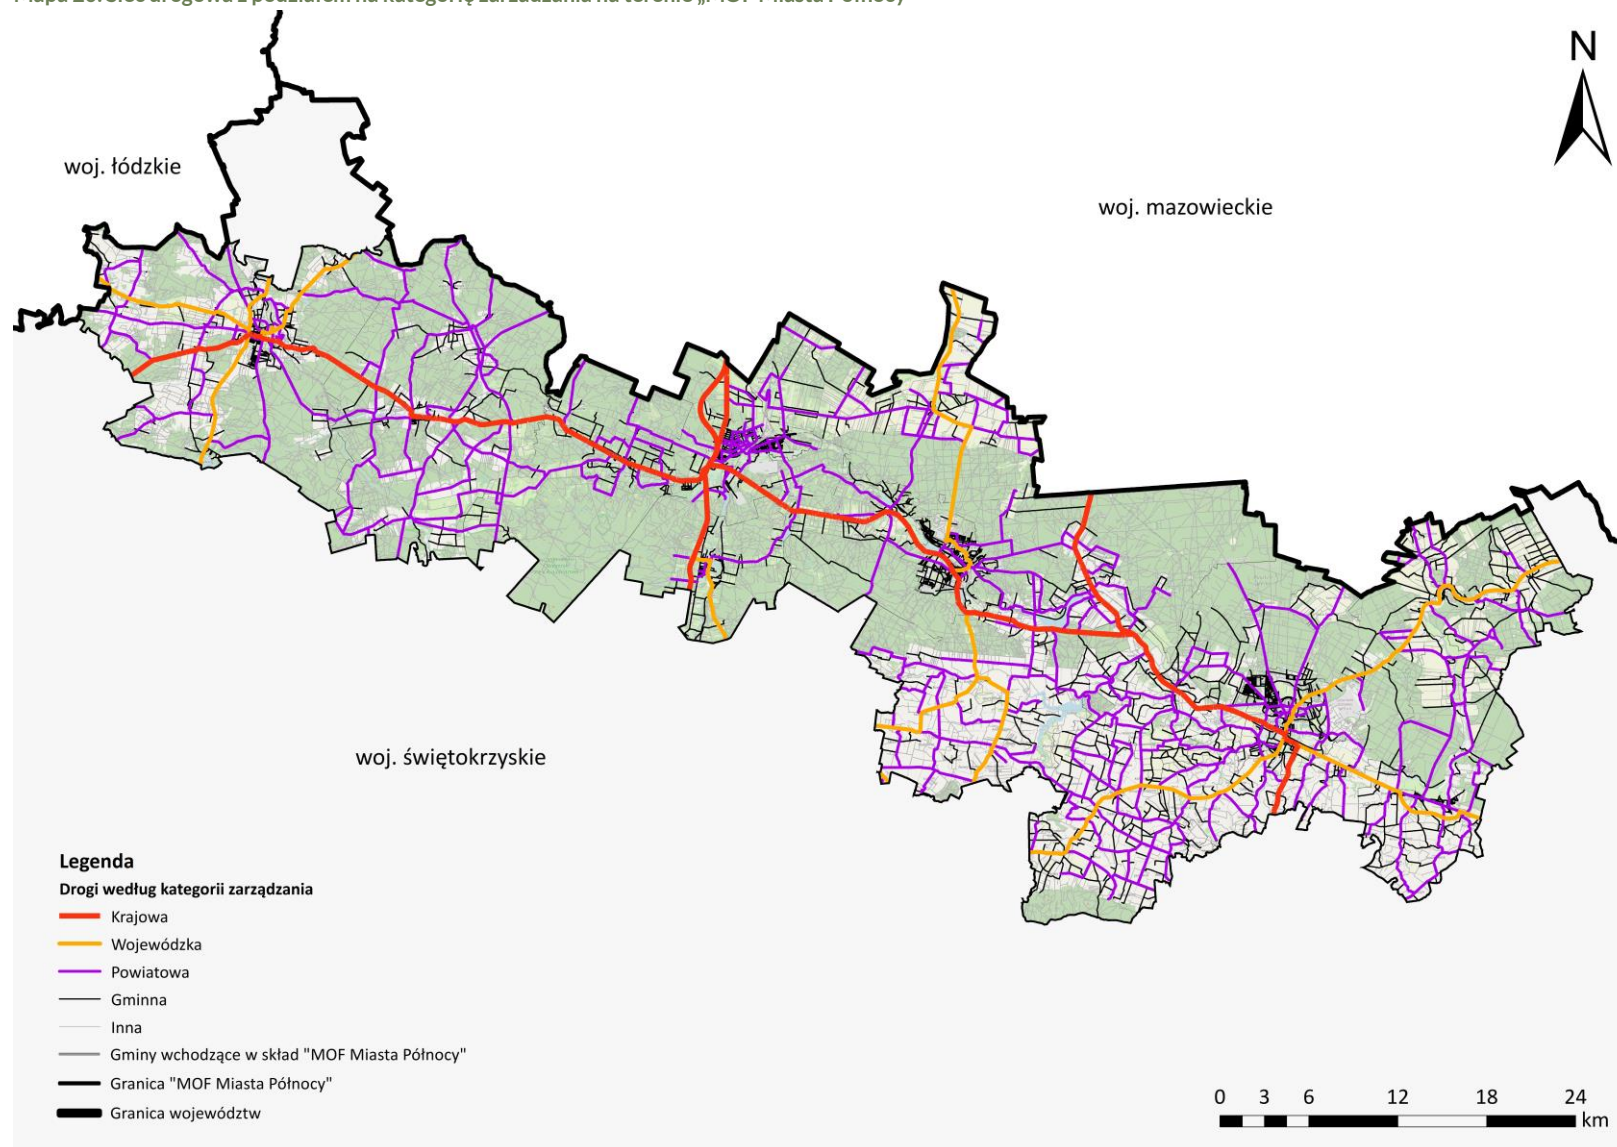 N
woj. łódzkie
woj. mazowieckie
woj. świętokrzyskie
Legenda
Drogi według kategorii zarządzania
Krajowa
Wojewódzka
Powiatowa
Gminna
Inna
Gminy wchodzące w skład "MOF Miasta Północy"
Granica "MOF Miasta Północy"
Granica województw
0 3 6 12 18 24
km